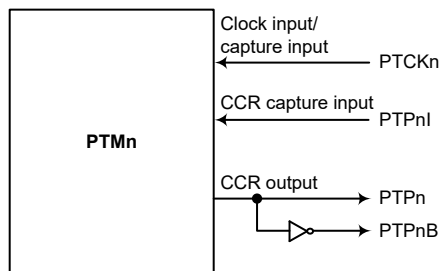 Clock input/
capture input
PTCKn
CCR capture input
PTPnI
PTMn
CCR output
PTPn
PTPnB